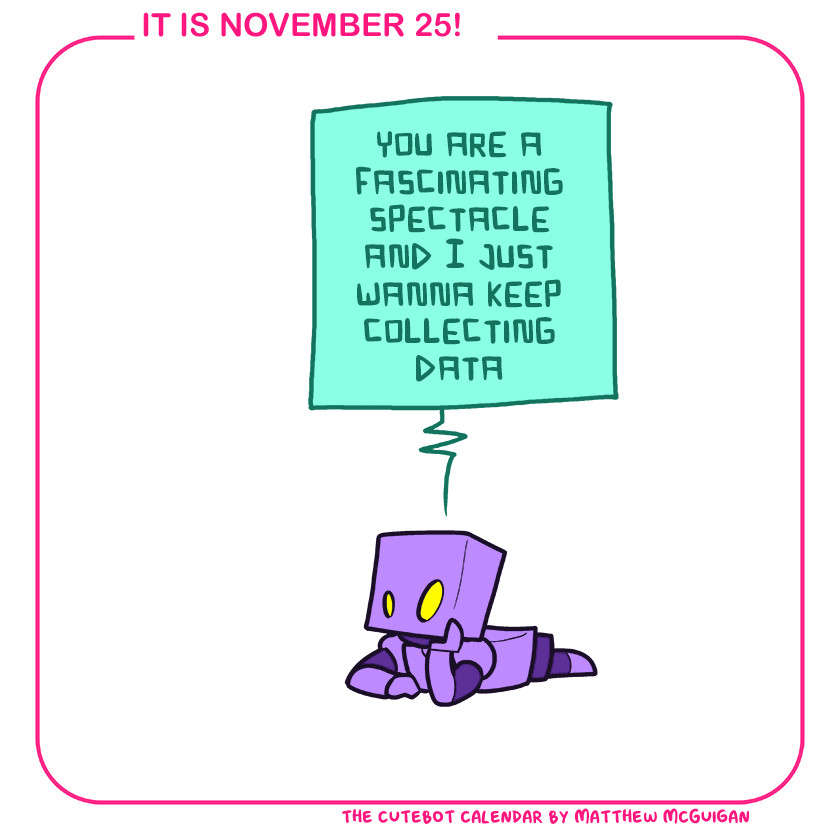 IT IS NOVEMBER 25!
YOU ARE A
FASCINATING
SPECTACLE
AND I JUST
WANNA KEEP
COLLECTING
DATA
THE CUTEBOT CALENDAR BY MATTHEW MCGUIGAN